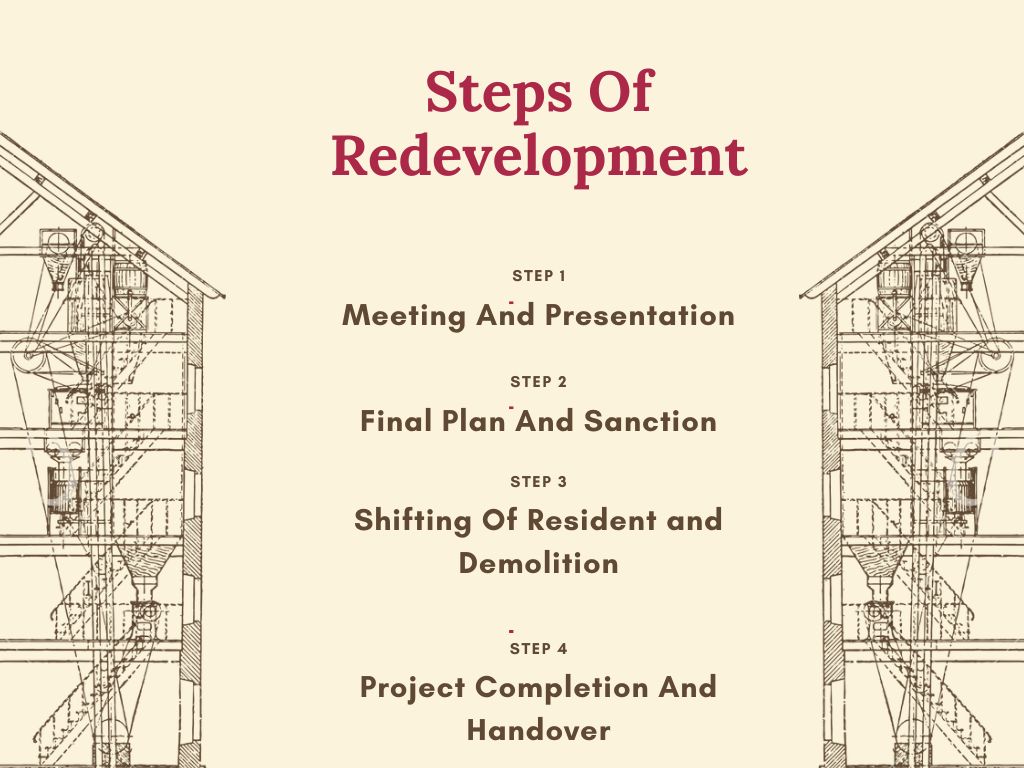 Steps Of
Redevelopment
STEP 1
Meeting And Presentation
STEP 2
Final Plan And Sanction
STEP 3
Shifting Of Resident and
Demolition
STEP 4
Project Completion And
Handover